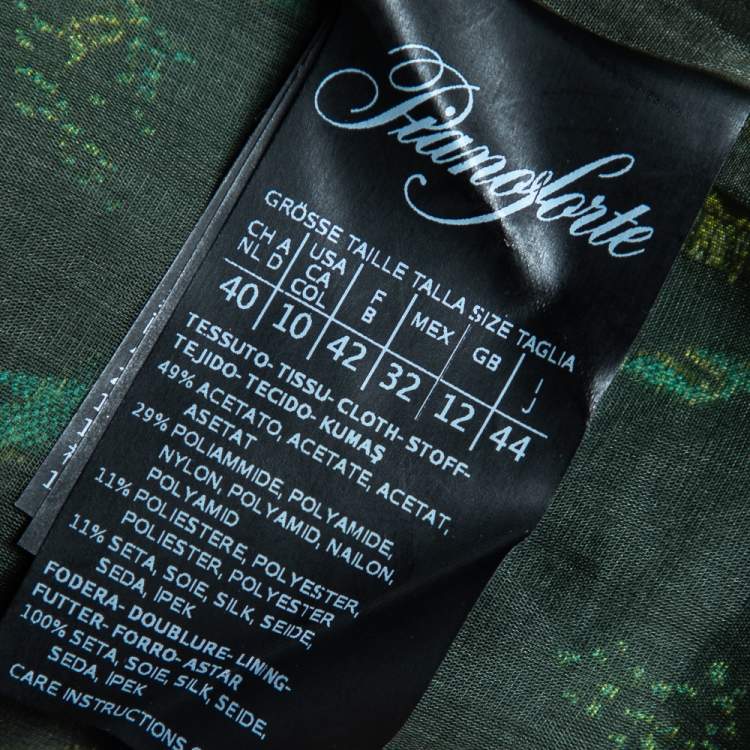 Pianoforte
GRÖSSE TAILLE TALLA SIZE TAGLIA
CH A USA F MEX GB I
NL D CA B J
COL
40 10 42 32 12 44
TESSUTO- TISSU- CLOTH- STOFF-
TEJIDO- TECIDO- KUMAŞ
49% ACETATO, ACETATE, ACETAT,
ASETAT
29% POLIAMMIDE, POLYAMIDE,
NYLON, POLYAMID, NAILON,
POLYAMID
11% POLIESTERE, POLYESTER,
POLIESTER, POLYESTER
11% SETA, SOIE, SILK, SEIDE,
SEDA, IPEK
FODERA- DOUBLURE- LINING-
FUTTER- FORRO- ASTAR
100% SETA, SOIE, SILK, SEIDE,
SEDA, İPEK
CARE INSTRUCTIONS